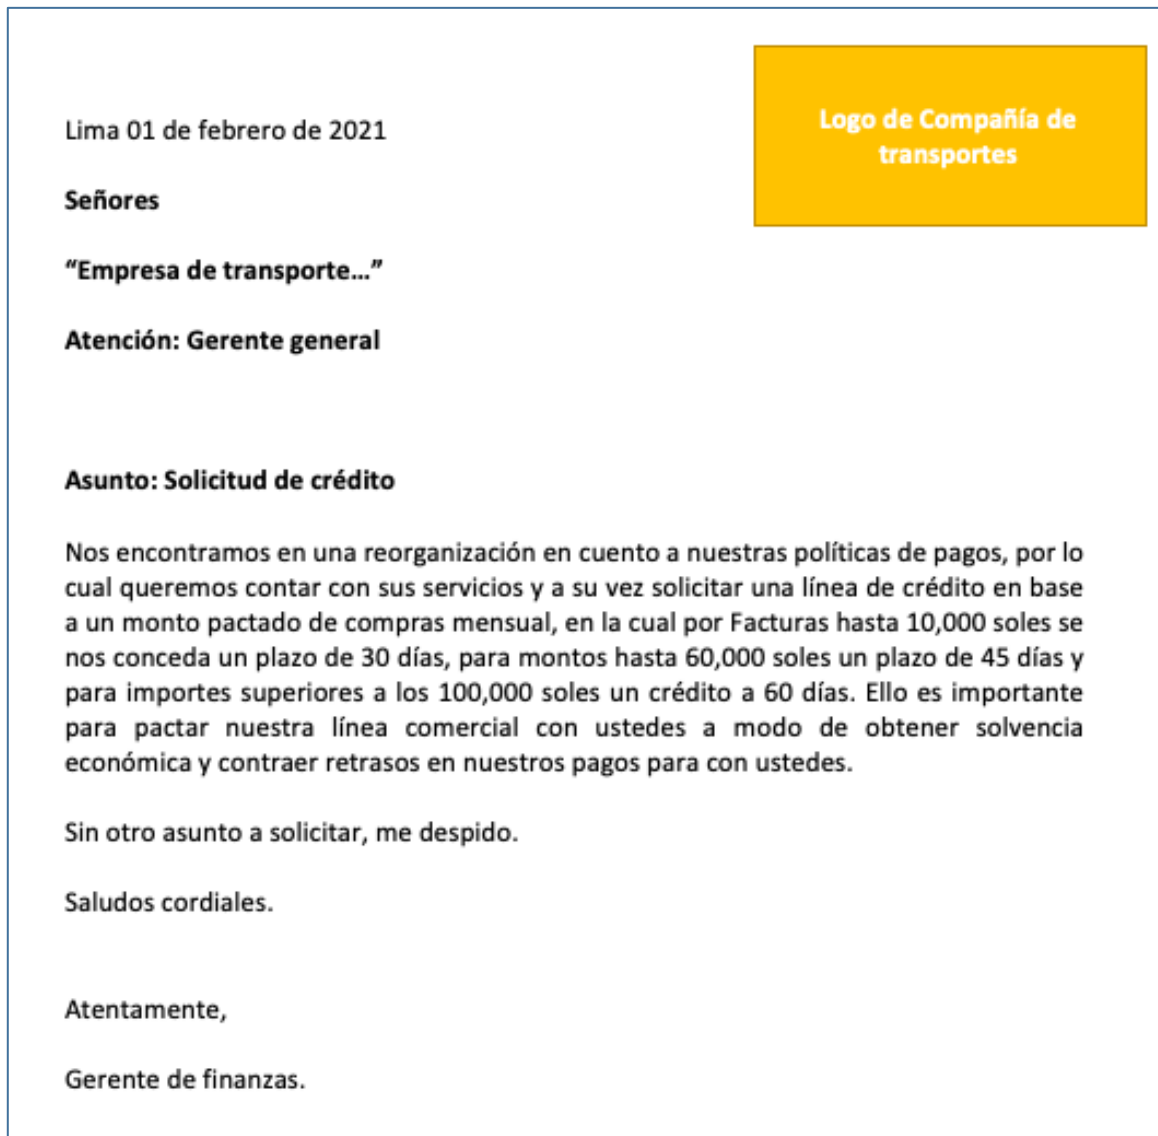 Logo de Compañía de
transportes
Lima 01 de febrero de 2021
Señores
“Empresa de transporte...”
Atención: Gerente general
Asunto: Solicitud de crédito
Nos encontramos en una reorganización en cuento a nuestras políticas de pagos, por lo
cual queremos contar con sus servicios y a su vez solicitar una línea de crédito en base
a un monto pactado de compras mensual, en la cual por Facturas hasta 10,000 soles se
nos conceda un plazo de 30 días, para montos hasta 60,000 soles un plazo de 45 días y
para importes superiores a los 100,000 soles un crédito a 60 días. Ello es importante
para pactar nuestra línea comercial con ustedes a modo de obtener solvencia
económica y contraer retrasos en nuestros pagos para con ustedes.
Sin otro asunto a solicitar, me despido.
Saludos cordiales.
Atentamente,
Gerente de finanzas.